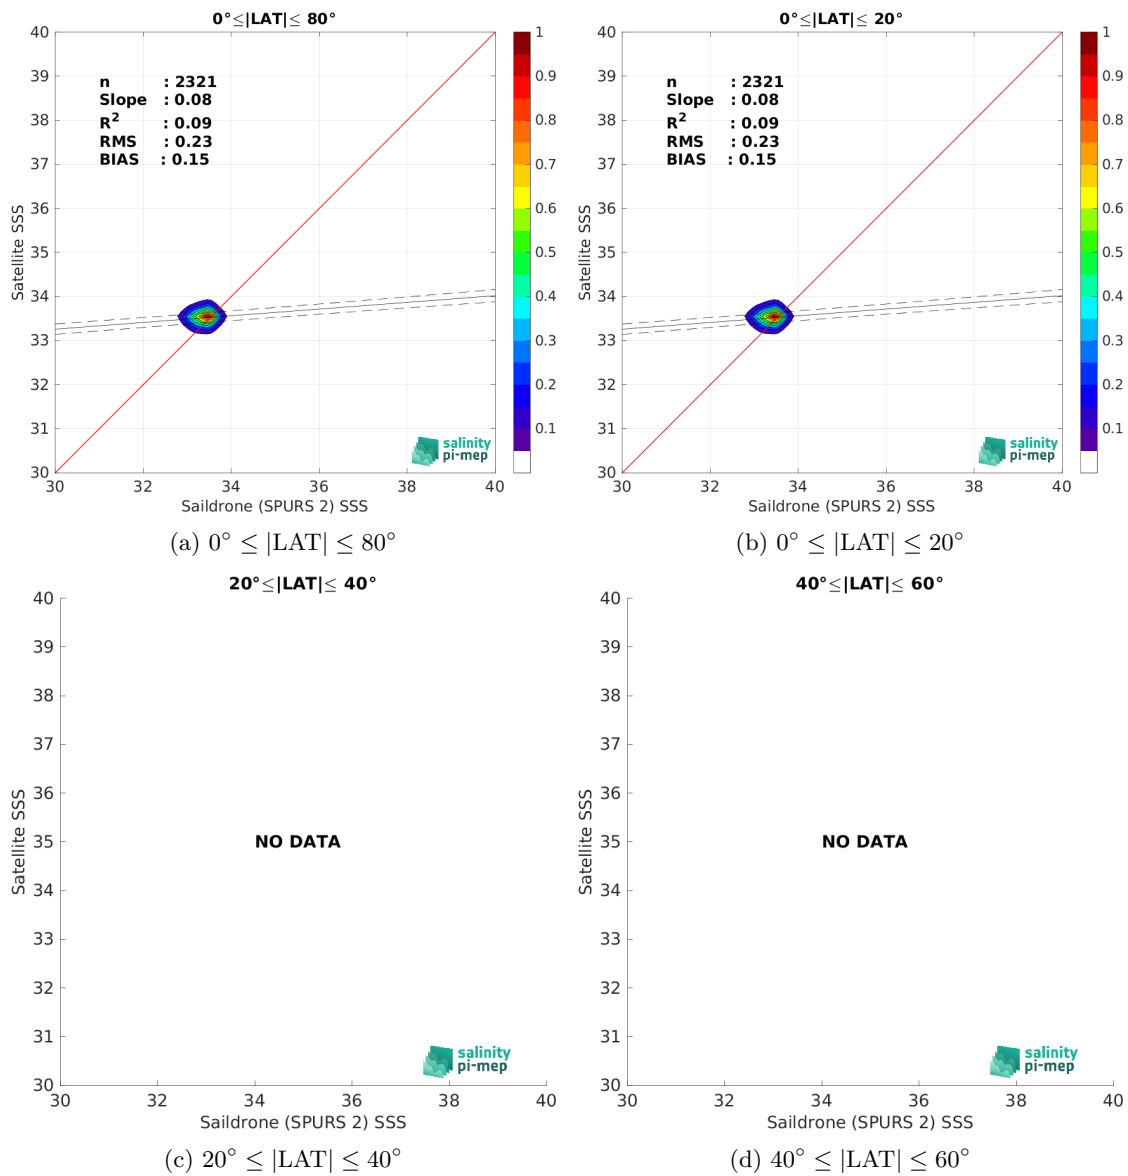 0°≤|LAT|≤ 80°
40
39
38
37
36
35
34
33
32
31
30
n : 2321
Slope : 0.08
R² : 0.09
RMS : 0.23
BIAS : 0.15
1
0.9
0.8
0.7
0.6
0.5
0.4
0.3
0.2
0.1
Satellite SSS
salinity
pi-mep
30 32 34 36 38 40
Saildrone (SPURS 2) SSS
(a) 0° ≤ |LAT| ≤ 80°
0°≤|LAT|≤ 20°
40
39
38
37
36
35
34
33
32
31
30
n : 2321
Slope : 0.08
R² : 0.09
RMS : 0.23
BIAS : 0.15
1
0.9
0.8
0.7
0.6
0.5
0.4
0.3
0.2
0.1
Satellite SSS
salinity
pi-mep
30 32 34 36 38 40
Saildrone (SPURS 2) SSS
(b) 0° ≤ |LAT| ≤ 20°
20°≤|LAT|≤ 40°
40
39
38
37
36
35
34
33
32
31
30
Satellite SSS
NO DATA
salinity
pi-mep
30 32 34 36 38 40
Saildrone (SPURS 2) SSS
(c) 20° ≤ |LAT| ≤ 40°
40°≤|LAT|≤ 60°
40
39
38
37
36
35
34
33
32
31
30
Satellite SSS
NO DATA
salinity
pi-mep
30 32 34 36 38 40
Saildrone (SPURS 2) SSS
(d) 40° ≤ |LAT| ≤ 60°